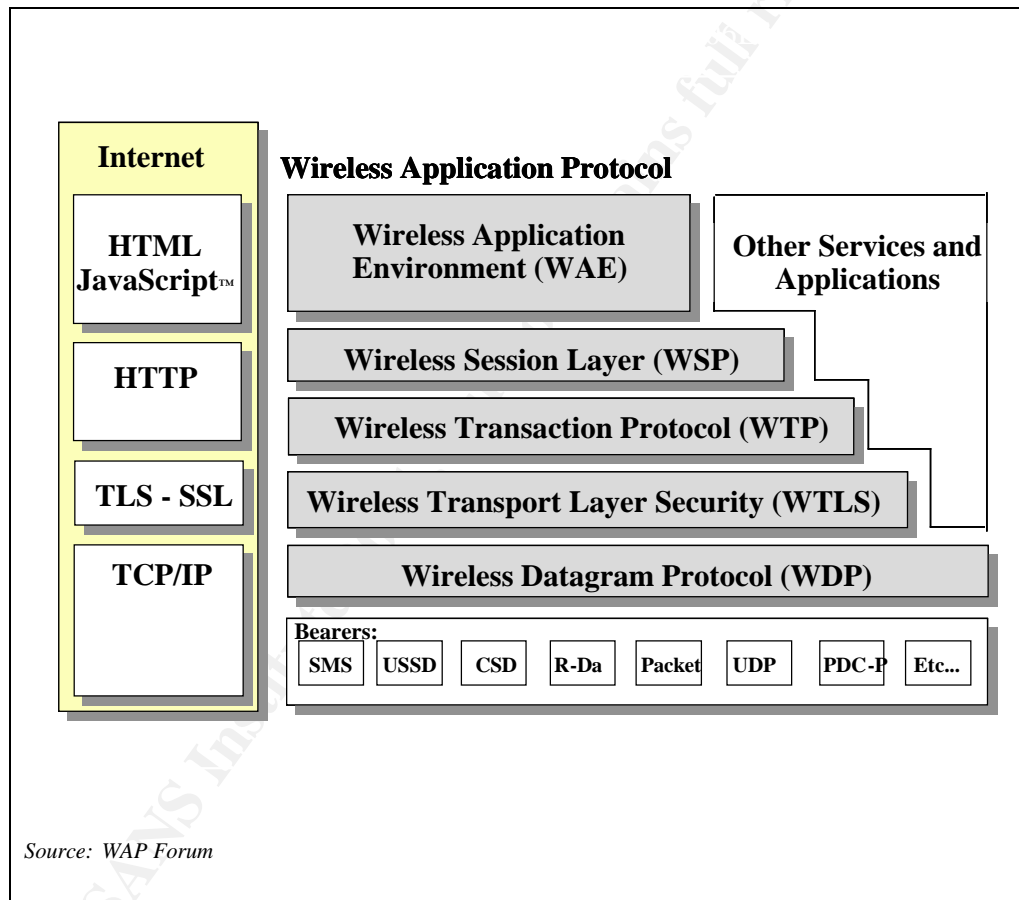 Internet
HTML
JavaScript™
HTTP
TLS - SSL
TCP/IP
Wireless Application Protocol
Wireless Application
Environment (WAE)
Other Services and
Applications
Wireless Session Layer (WSP)
Wireless Transaction Protocol (WTP)
Wireless Transport Layer Security (WTLS)
Wireless Datagram Protocol (WDP)
Bearers:
SMS
USSD
CSD
R-Da
Packet
UDP
PDC-P
Etc...
Source: WAP Forum
SANS Institute